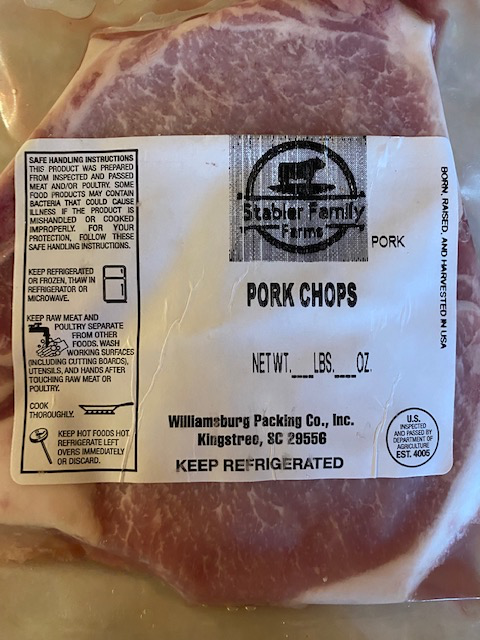 SAFE HANDLING INSTRUCTIONS
THIS PRODUCT WAS PREPARED
FROM INSPECTED AND PASSED
MEAT AND/OR POULTRY. SOME
FOOD PRODUCTS MAY CONTAIN
BACTERIA THAT COULD CAUSE
ILLNESS IF THE PRODUCT IS
MISHANDLED OR COOKED
IMPROPERLY. FOR YOUR
PROTECTION, FOLLOW THESE
SAFE HANDLING INSTRUCTIONS.
KEEP REFRIGERATED
OR FROZEN, THAW IN
REFRIGERATOR OR
MICROWAVE.
KEEP RAW MEAT AND
POULTRY SEPARATE
FROM OTHER
FOODS. WASH
WORKING SURFACES
(INCLUDING CUTTING BOARDS),
UTENSILS, AND HANDS AFTER
TOUCHING RAW MEAT OR
POULTRY.
COOK
THOROUGHLY.
KEEP HOT FOODS HOT.
REFRIGERATE LEFT
OVERS IMMEDIATELY
OR DISCARD.
Stabler Family
Farms
PORK
PORK CHOPS
NET WT. ___ LBS. ___ OZ.
Williamsburg Packing Co., Inc.
Kingstree, SC 29556
KEEP REFRIGERATED
BORN, RAISED, AND HARVESTED IN USA
U.S.
INSPECTED
AND PASSED BY
DEPARTMENT OF
AGRICULTURE
EST. 4005